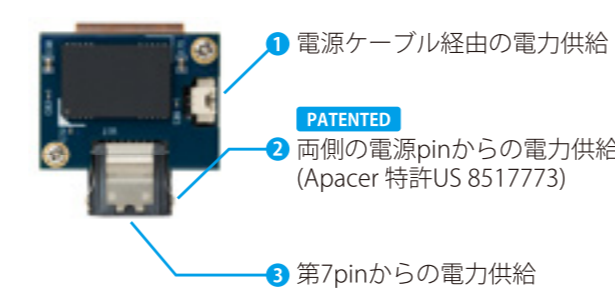 1 電源ケーブル経由の電力供給
PATENTED
2 両側の電源pinからの電力供給
(Apacer 特許US 8517773)
3 第7pinからの電力供給